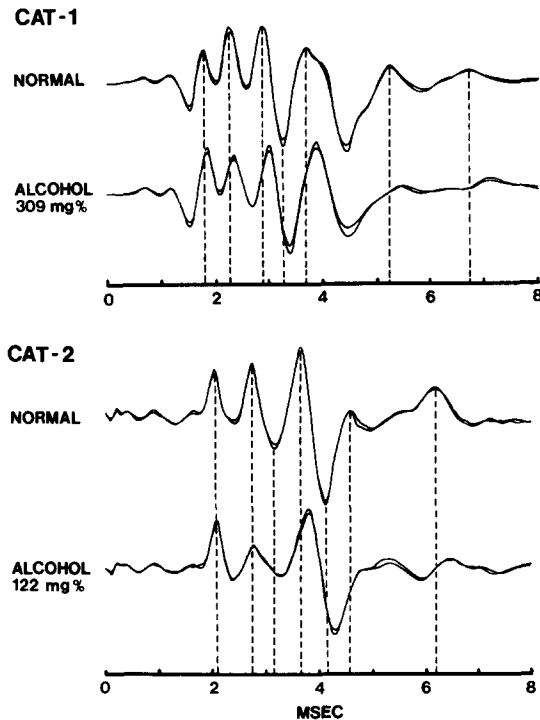 CAT-1
NORMAL
ALCOHOL
309 mg%
0 2 4 6 8
CAT-2
NORMAL
ALCOHOL
122 mg%
0 2 4 6 8
MSEC